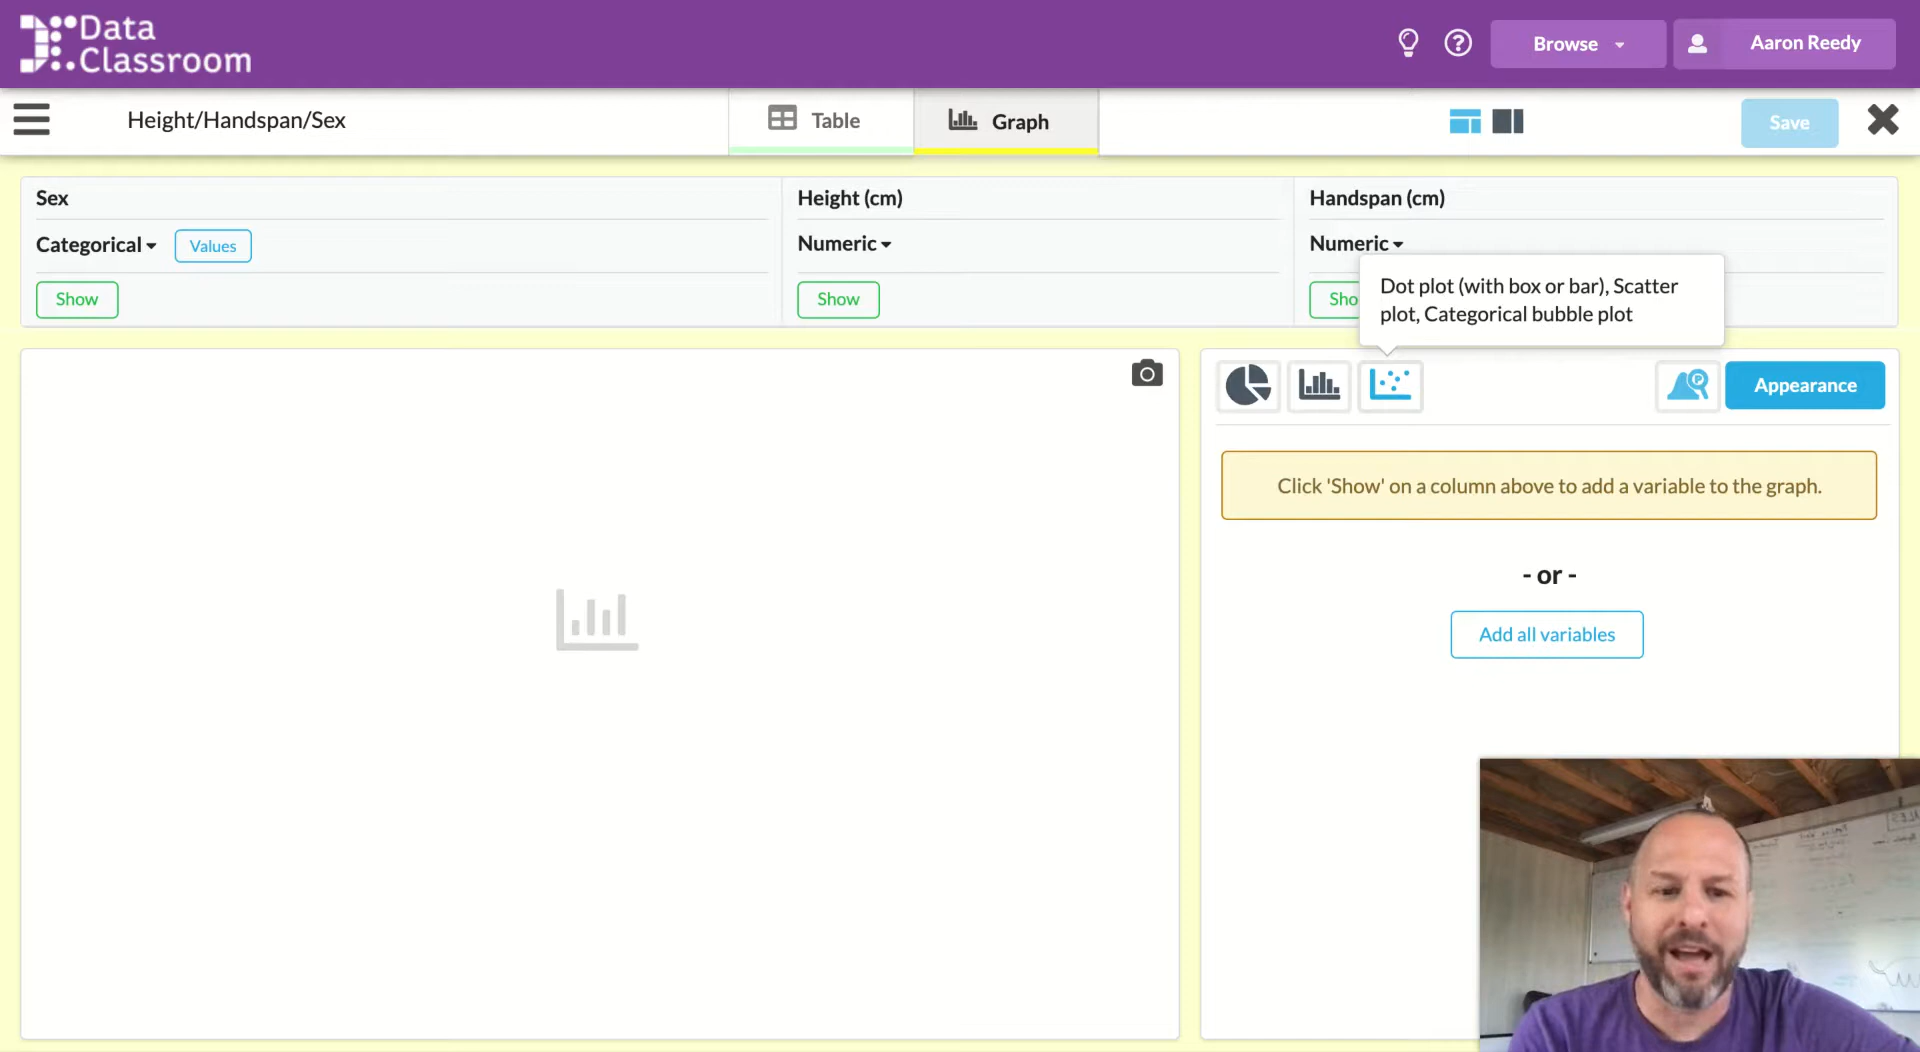 Data
Classroom
Browse
Aaron Reedy
Height/Handspan/Sex
Table
Graph
Save
Sex
Height (cm)
Handspan (cm)
Categorical
Values
Numeric
Numeric
Show
Show
Sho
Dot plot (with box or bar), Scatter
plot, Categorical bubble plot
Appearance
Click 'Show' on a column above to add a variable to the graph.
- or -
Add all variables